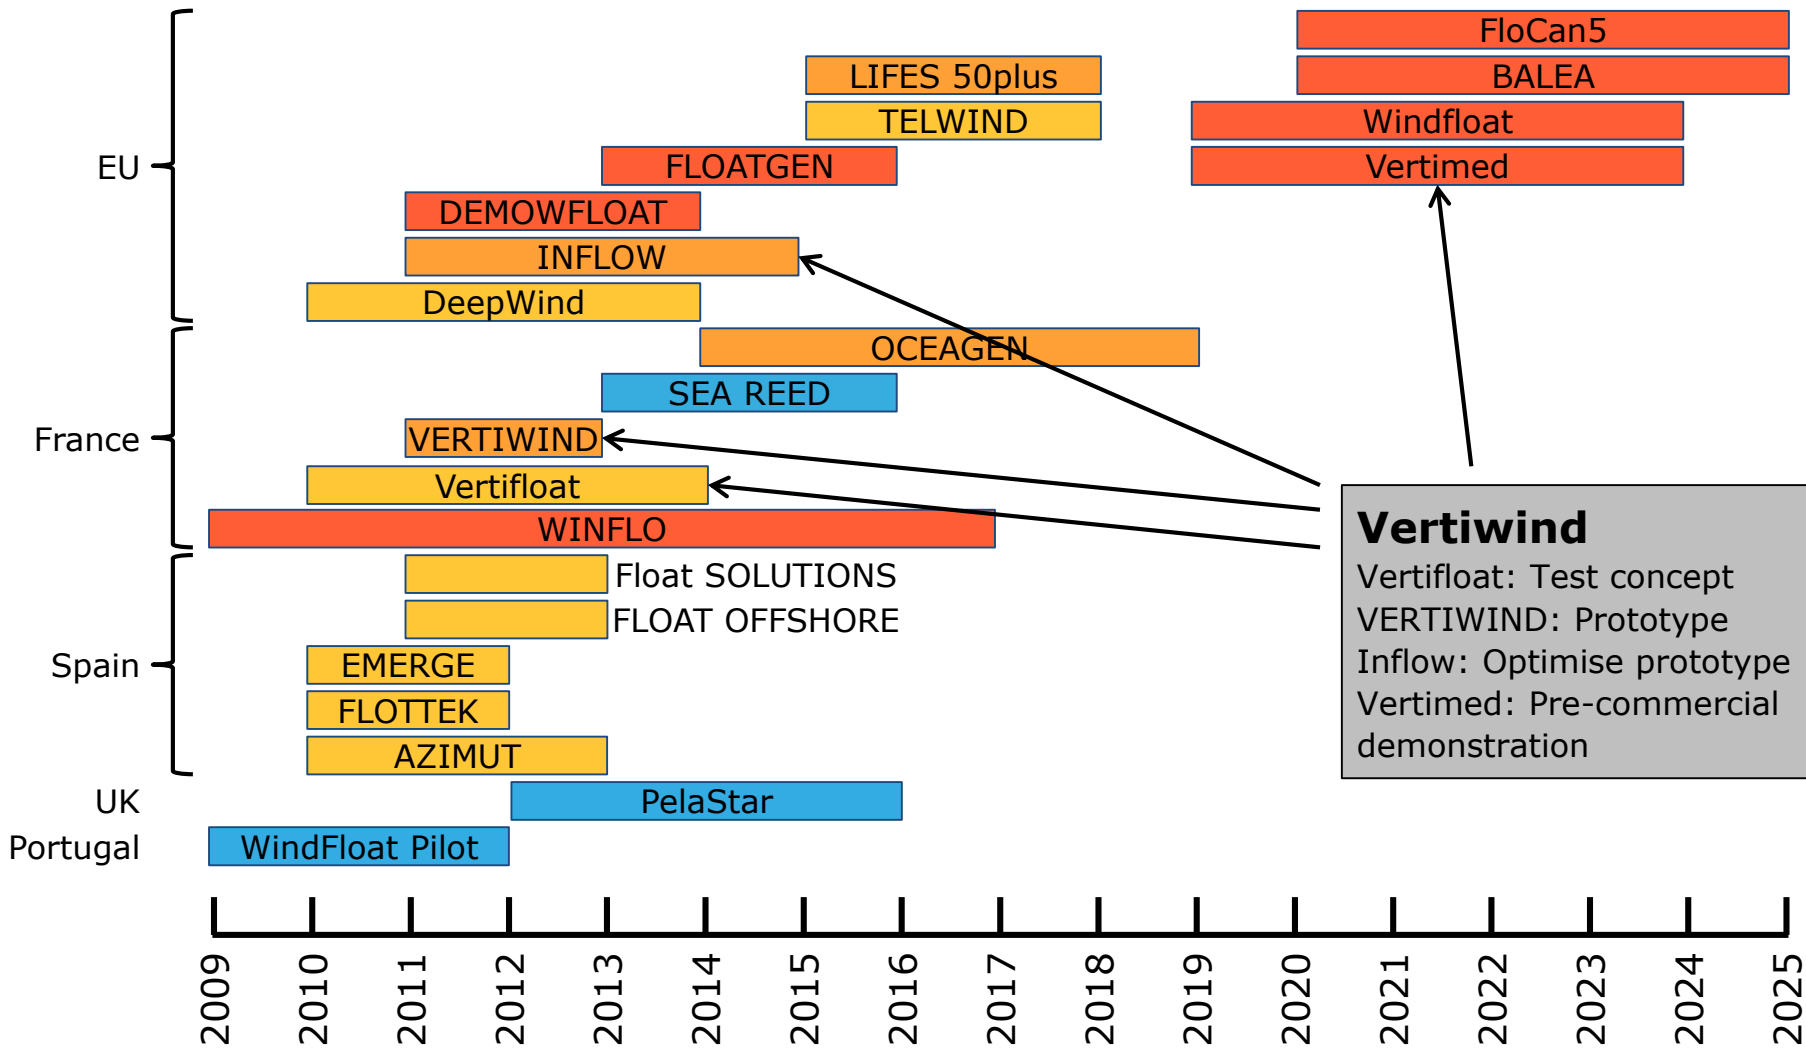 FloCan5
LIFES 50plus
BALEA
TELWIND
Windfloat
EU
FLOATGEN
Vertimed
DEMOWFLOAT
INFLOW
DeepWind
OCEAGEN
SEA REED
France
VERTIWIND
Vertifloat
WINFLO
Float SOLUTIONS
FLOAT OFFSHORE
Spain
EMERGE
FLOTTEK
AZIMUT
UK
PelaStar
Portugal
WindFloat Pilot
Vertiwind
Vertifloat: Test concept
VERTIWIND: Prototype
Inflow: Optimise prototype
Vertimed: Pre-commercial
demonstration
2009
2010
2011
2012
2013
2014
2015
2016
2017
2018
2019
2020
2021
2022
2023
2024
2025